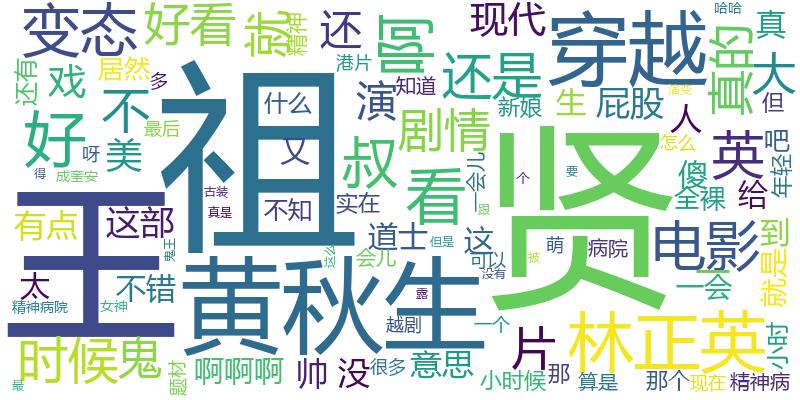 变态
好看
就
精神
还
啊
现代
穿越
哈哈
真
真的
大
但
港片
还有
居然
戏
多
知道
还是
溜变
祖
什么
演
新娘
生
屁股
人
怎么
年轻
吧
不
好
美
最后
又
叔
剧情
看
一会儿
贤
英
傻
呀
得
成奎安
古装
真是
不知
实在
个
要
全裸
给
王
有点
这部
鬼王
道士
但是
这
跟
萌
病院
电影
到
就是
太
不错
女神
精神病院
黄秋生
这么
会儿
可以
没有
被
露
一会
越剧
一个
片
林正英
小时
时候
鬼
题材
啊啊啊
帅
没
很多
意思
小时候
那
算是
那个
现在
精神病
最